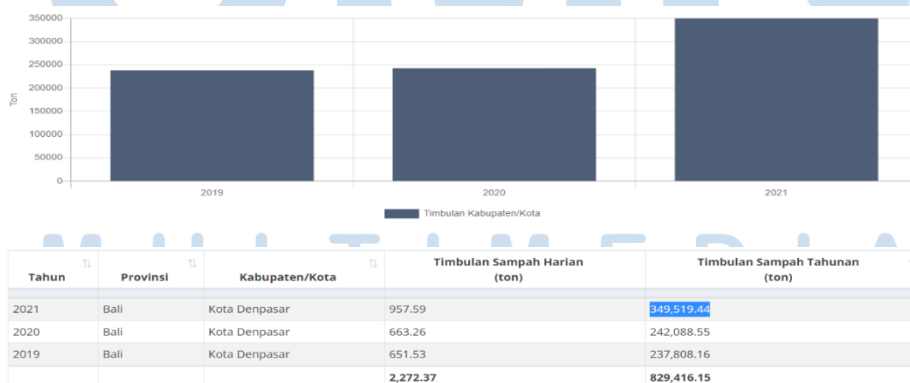 350000
300000
250000
200000
150000
100000
50000
0
Ton
2019 2020 2021
Timbulan Kabupaten/Kota
MULTIMEDIA
Tahun Provinsi Kabupaten/Kota Timbulan Sampah Harian (ton) Timbulan Sampah Tahunan (ton)
2021 Bali Kota Denpasar 957.59 349,519.44
2020 Bali Kota Denpasar 663.26 242,088.55
2019 Bali Kota Denpasar 651.53 237,808.16
2,272.37 829,416.15